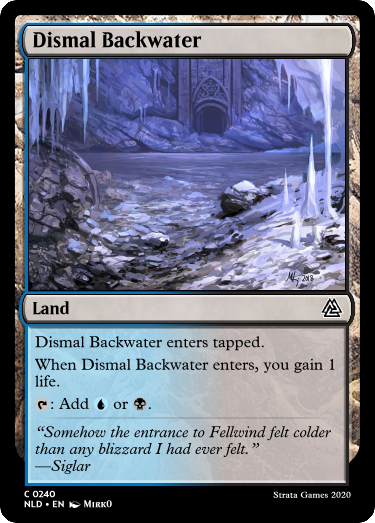 Dismal Backwater
Land
Dismal Backwater enters tapped.
When Dismal Backwater enters, you gain 1
life.
: Add or .
“Somehow the entrance to Fellwind felt colder
than any blizzard I had ever felt.”
—Siglar
C 0240
NLD • EN MIRK0
Strata Games 2020